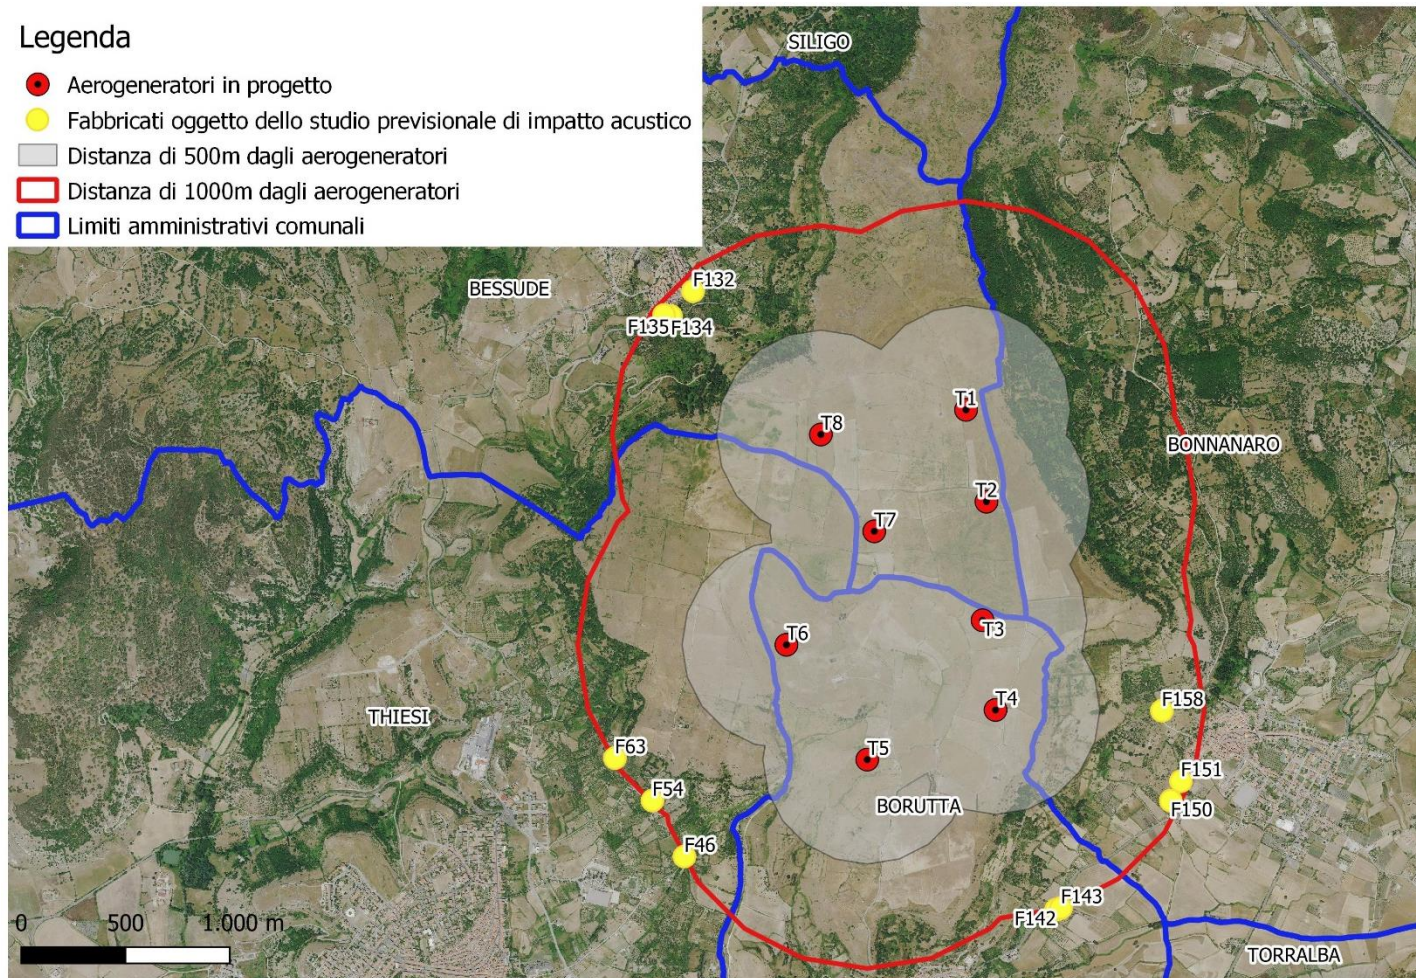 Legenda
Aerogeneratori in progetto
Fabbricati oggetto dello studio previsionale di impatto acustico
Distanza di 500m dagli aerogeneratori
Distanza di 1000m dagli aerogeneratori
Limiti amministrativi comunali
SILIGO
BESSUDE
F132
F135
F134
T1
T8
BONNANARO
T2
T7
T3
T6
T4
F158
THIESI
F63
T5
F151
F54
BORUTTA
F150
F46
F143
F142
0 500 1.000 m
TORRALBA